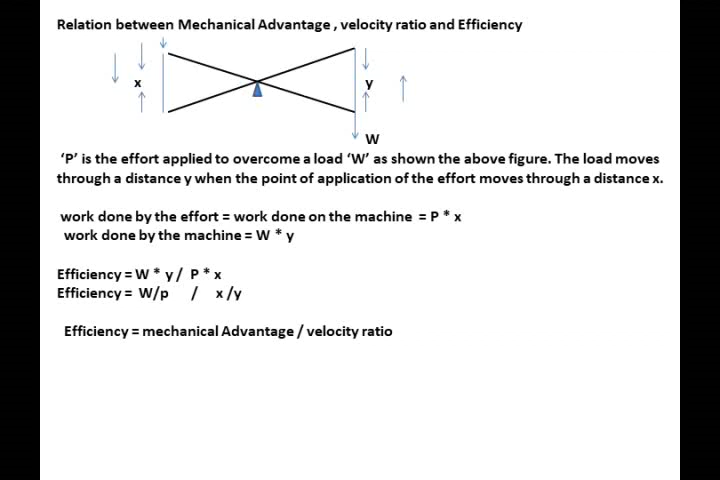 Relation between Mechanical Advantage , velocity ratio and Efficiency
x
y
W
‘P’ is the effort applied to overcome a load ‘W’ as shown the above figure. The load moves
through a distance y when the point of application of the effort moves through a distance x.
work done by the effort = work done on the machine = P * x
work done by the machine = W * y
Efficiency = W * y / P * x
Efficiency = W/p / x /y
Efficiency = mechanical Advantage / velocity ratio